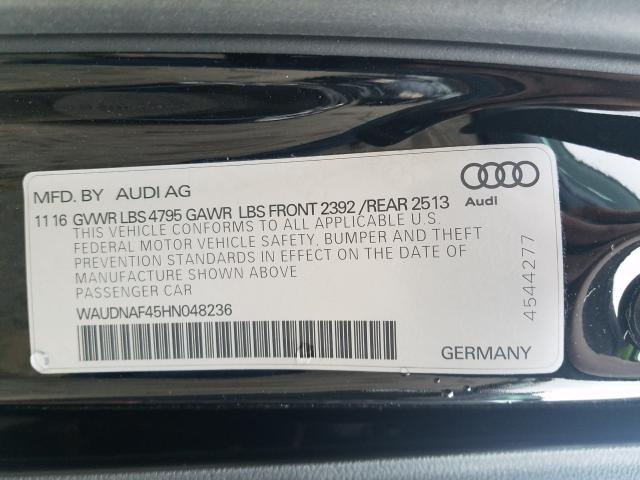 MFD. BY AUDI AG
11 16 GVWR LBS 4795 GAWR LBS FRONT 2392 /REAR 2513
THIS VEHICLE CONFORMS TO ALL APPLICABLE U.S.
FEDERAL MOTOR VEHICLE SAFETY, BUMPER AND THEFT
PREVENTION STANDARDS IN EFFECT ON THE DATE OF
MANUFACTURE SHOWN ABOVE
PASSENGER CAR
WAUDNAF45HN048236
Audi
4544277
GERMANY